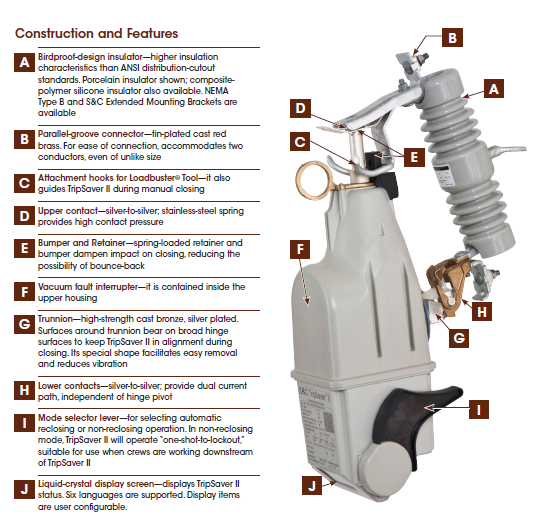 Construction and Features
A
Birdproof-design insulator—higher insulation
characteristics than ANSI distribution-cutout
standards. Porcelain insulator shown; composite-
polymer silicone insulator also available. NEMA
Type B and S&C Extended Mounting Brackets are
available
B
Parallel-groove connector—tin-plated cast red
brass. For ease of connection, accommodates two
conductors, even of unlike size
C
Attachment hooks for Loadbuster® Tool—it also
guides TripSaver II during manual closing
D
Upper contact—silver-to-silver; stainless-steel spring
provides high contact pressure
E
Bumper and Retainer—spring-loaded retainer and
bumper dampen impact on closing, reducing the
possibility of bounce-back
F
Vacuum fault interrupter—it is contained inside the
upper housing
G
Trunnion—high-strength cast bronze, silver plated.
Surfaces around trunnion bear on broad hinge
surfaces to keep TripSaver II in alignment during
closing. Its special shape facilitates easy removal
and reduces vibration
H
Lower contacts—silver-to-silver; provide dual current
path, independent of hinge pivot
I
Mode selector lever—for selecting automatic
reclosing or non-reclosing operation. In non-reclosing
mode, TripSaver II will operate "one-shot-to-lockout,"
suitable for use when crews are working downstream
of TripSaver II
J
Liquid-crystal display screen—displays TripSaver II
status. Six languages are supported. Display items
are user configurable.
B
A
D
C
E
F
H
G
I
J
S&C TripSaver II